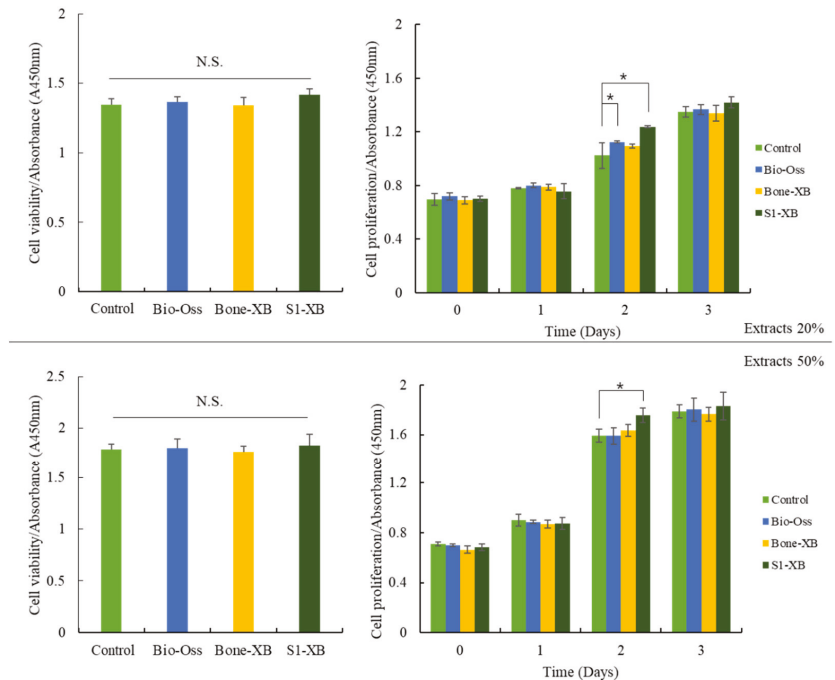 Cell viability/Absorbance (A450nm)
2
1.5
1
0.5
0
N.S.
Control Bio-Oss Bone-XB S1-XB
Cell proliferation/Absorbance (450nm)
2
1.6
1.2
0.8
0.4
0
*
*
0 1 2 3
Time (Days)
Control
Bio-Oss
Bone-XB
S1-XB
Extracts 20%
Extracts 50%
Cell viability/Absorbance (A450nm)
2.5
2
1.5
1
0.5
0
N.S.
Control Bio-Oss Bone-XB S1-XB
Cell proliferation/Absorbance (450nm)
2
1.6
1.2
0.8
0.4
0
*
0 1 2 3
Time (Days)
Control
Bio-Oss
Bone-XB
S1-XB